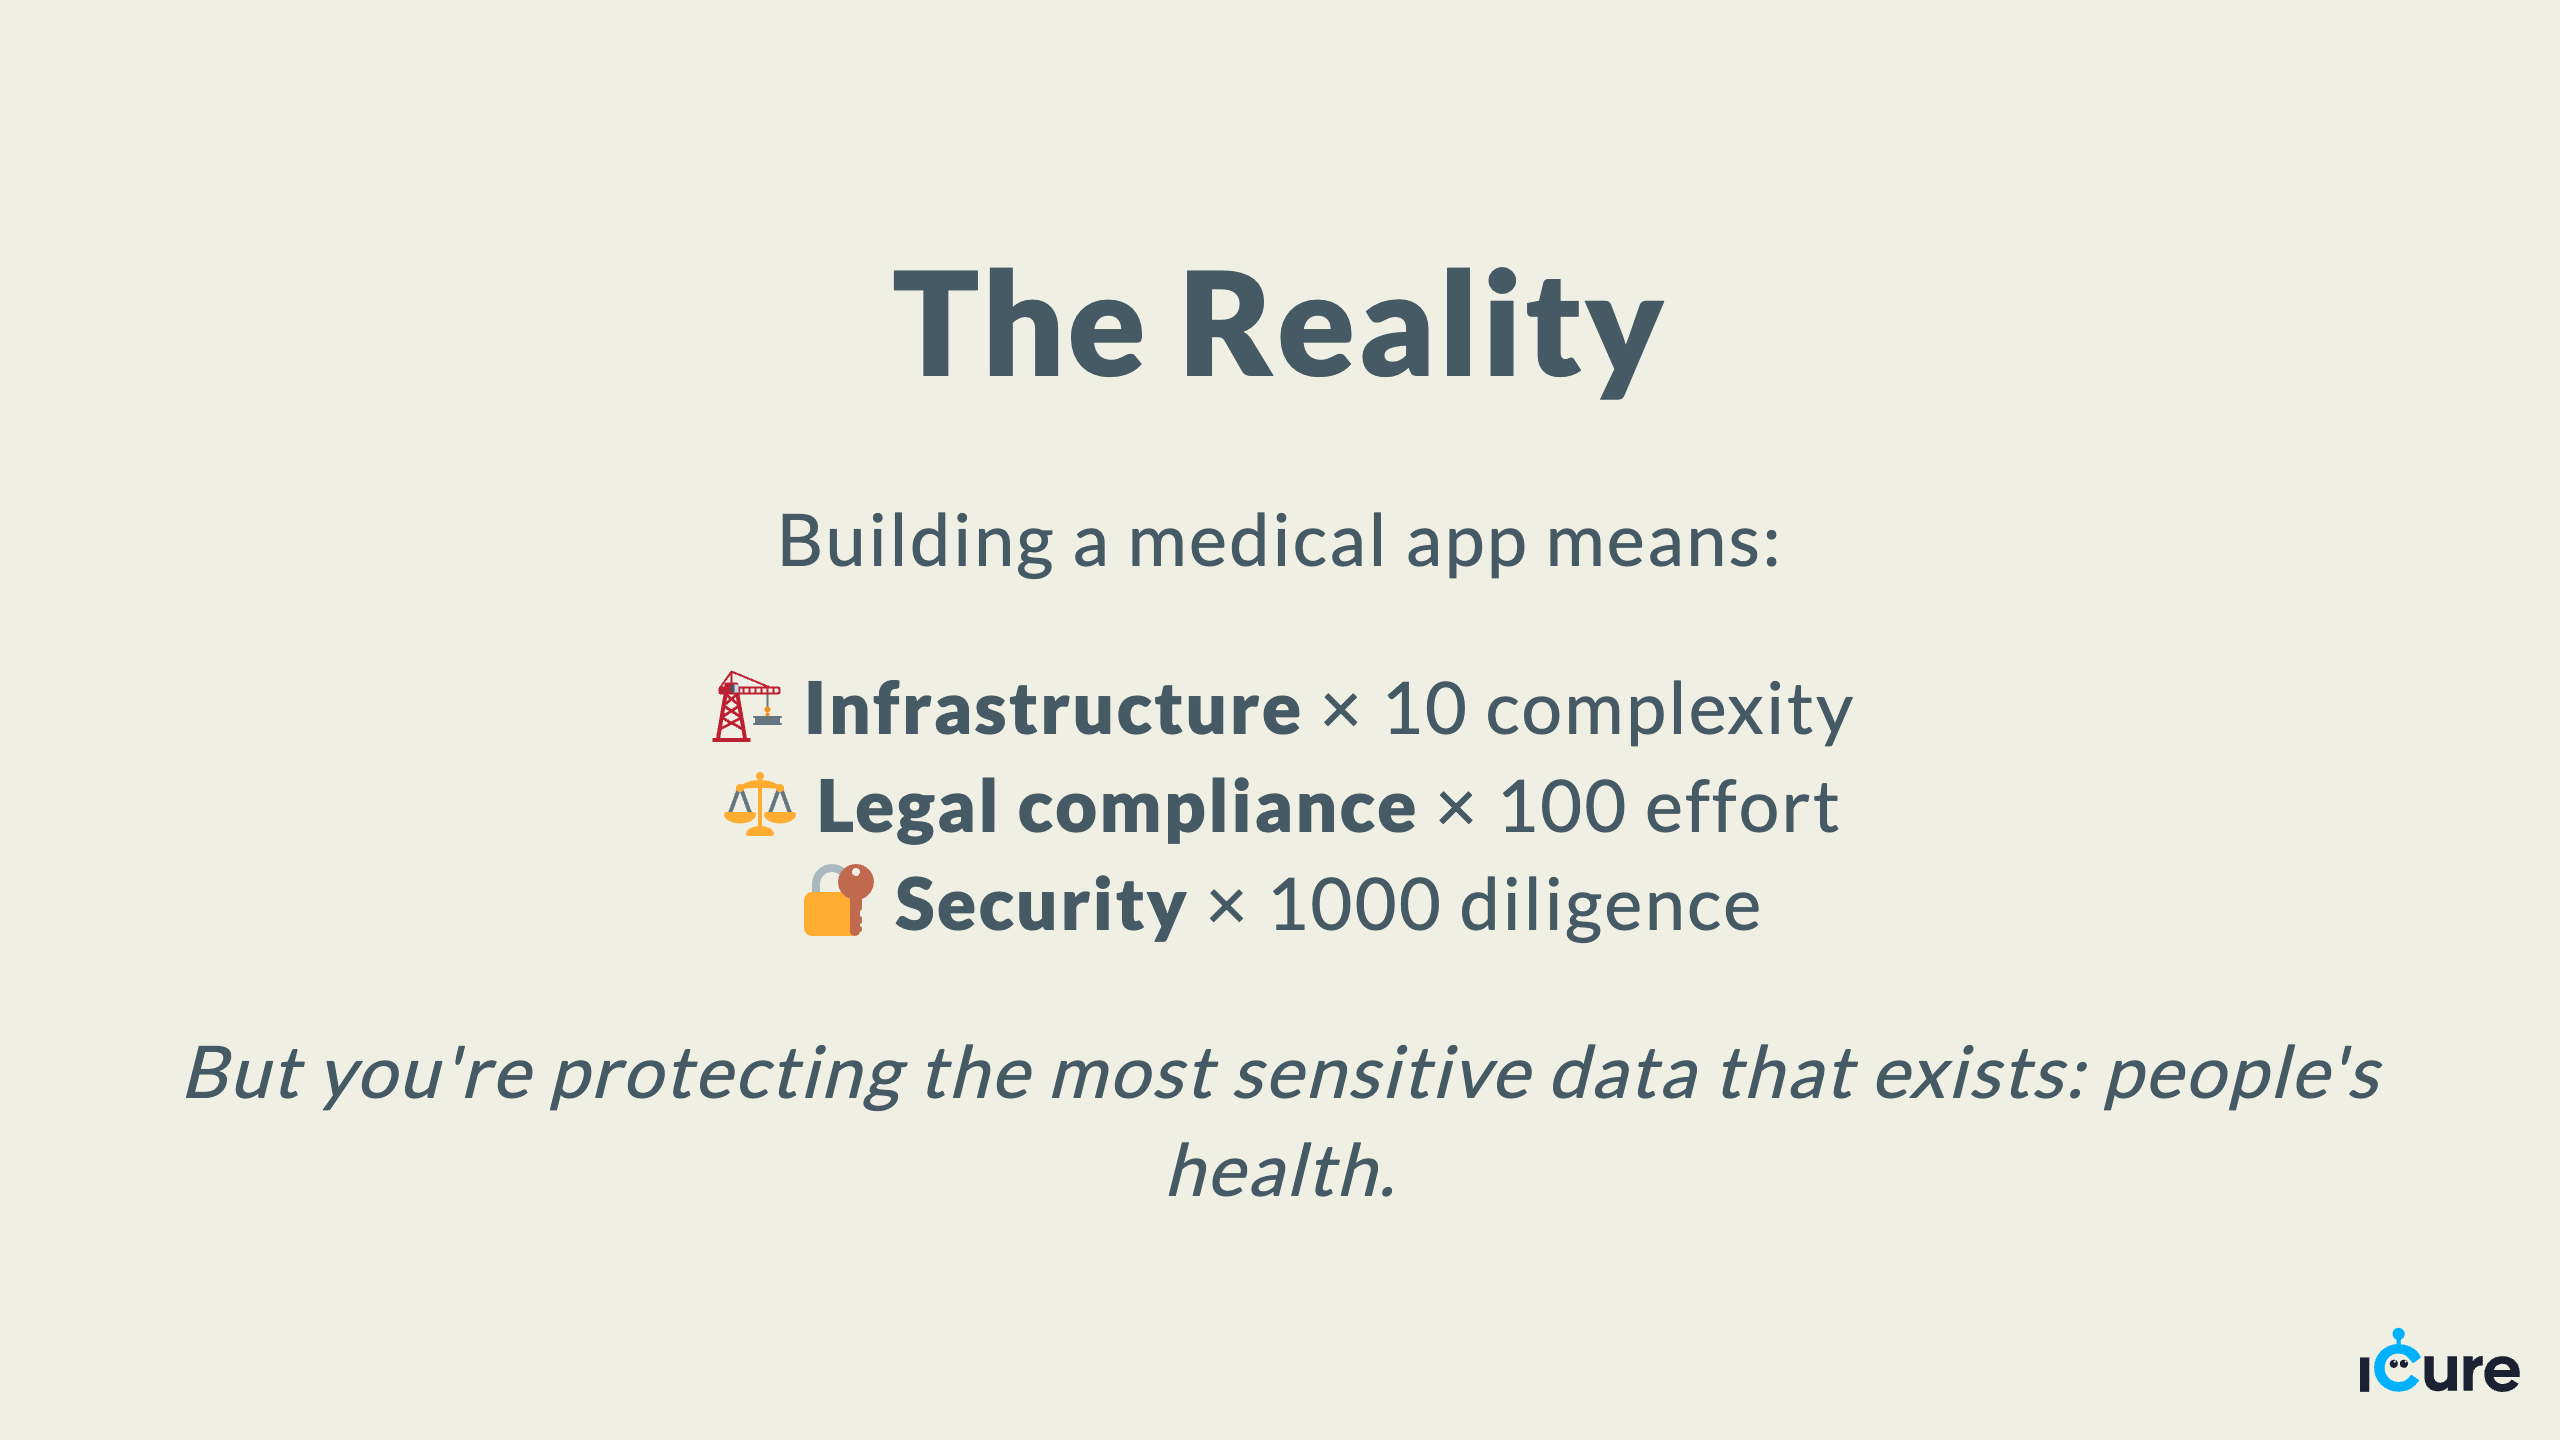 The Reality
Building a medical app means:
Infrastructure × 10 complexity
Legal compliance × 100 effort
Security × 1000 diligence
But you're protecting the most sensitive data that exists: people's
health.
iCure